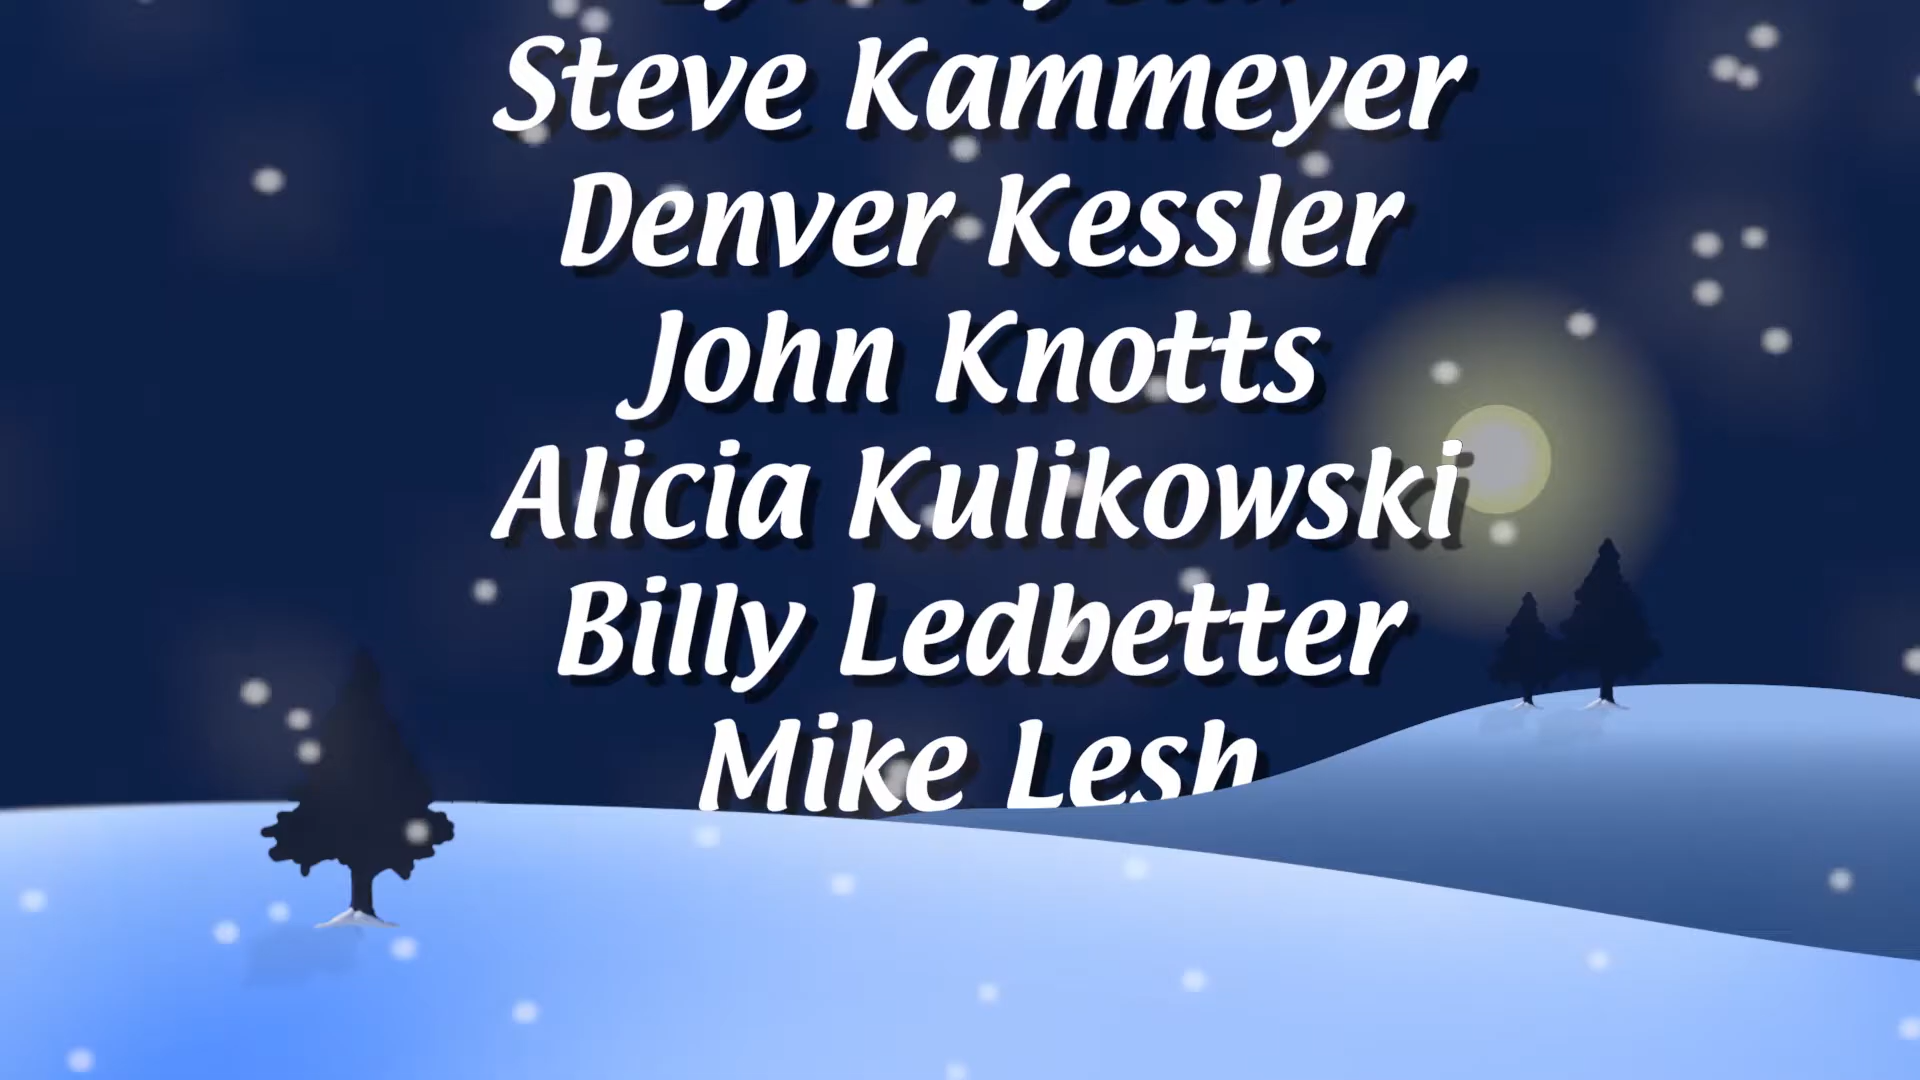 Steve Kammeyer
Denver Kessler
John Knotts
Alicia Kulikowski
Billy Ledbetter
Mike Lesh